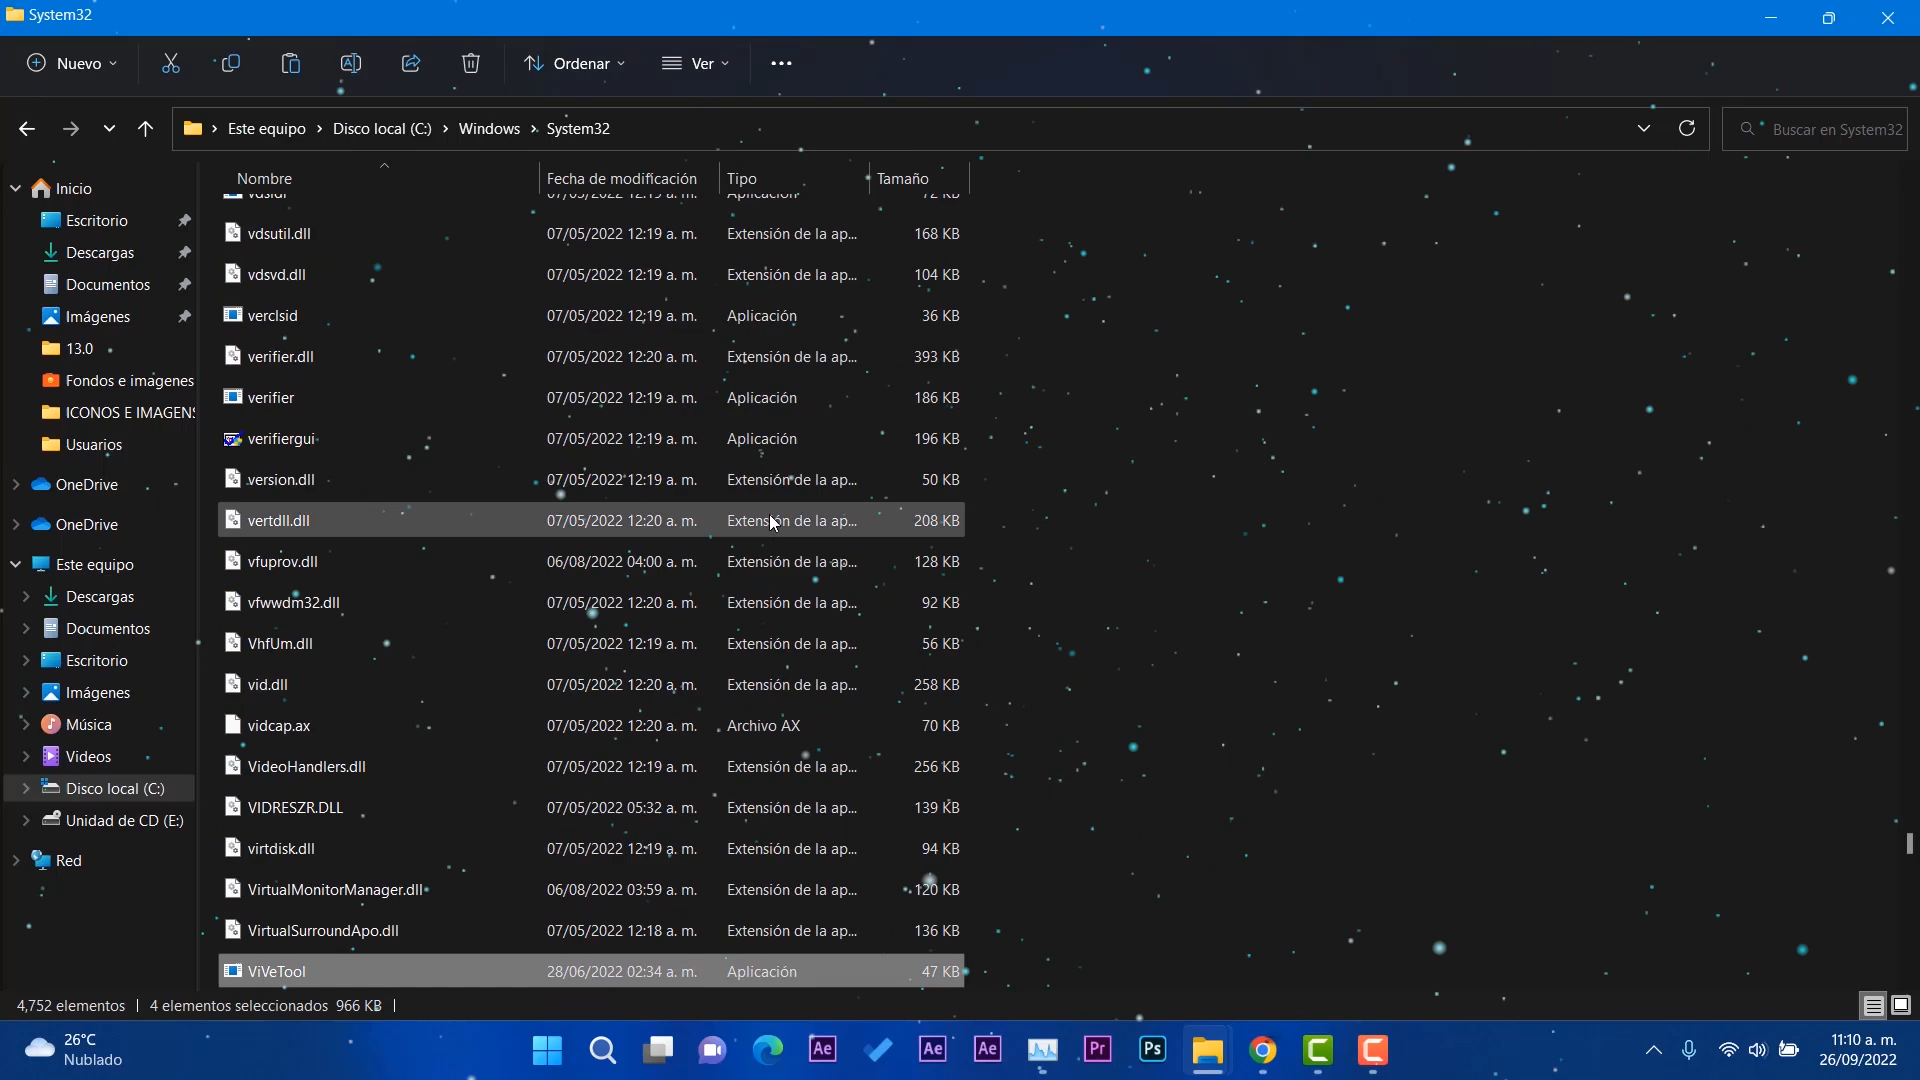 System32
Nuevo
Ordenar
Ver
Este equipo
Disco local (C:)
Windows
System32
Buscar en System32
Nombre
Fecha de modificación
Tipo
Tamaño
vdsutil.dll 07/05/2022 12:19 a. m. Extensión de la ap... 168 KB
vdsvd.dll 07/05/2022 12:19 a. m. Extensión de la ap... 104 KB
verclsid 07/05/2022 12:19 a. m. Aplicación 36 KB
verifier.dll 07/05/2022 12:20 a. m. Extensión de la ap... 393 KB
verifier 07/05/2022 12:19 a. m. Aplicación 186 KB
verifiergui 07/05/2022 12:19 a. m. Aplicación 196 KB
version.dll 07/05/2022 12:19 a. m. Extensión de la ap... 50 KB
vertdll.dll 07/05/2022 12:20 a. m. Extensión de la ap... 208 KB
vfuprov.dll 06/08/2022 04:00 a. m. Extensión de la ap... 128 KB
vfwwdm32.dll 07/05/2022 12:20 a. m. Extensión de la ap... 92 KB
VhfUm.dll 07/05/2022 12:19 a. m. Extensión de la ap... 56 KB
vid.dll 07/05/2022 12:20 a. m. Extensión de la ap... 258 KB
vidcap.ax 07/05/2022 12:20 a. m. Archivo AX 70 KB
VideoHandlers.dll 07/05/2022 12:19 a. m. Extensión de la ap... 256 KB
VIDRESZR.DLL 07/05/2022 05:32 a. m. Extensión de la ap... 139 KB
virtdisk.dll 07/05/2022 12:19 a. m. Extensión de la ap... 94 KB
VirtualMonitorManager.dll 06/08/2022 03:59 a. m. Extensión de la ap... 120 KB
VirtualSurroundApo.dll 07/05/2022 12:18 a. m. Extensión de la ap... 136 KB
ViVeTool 28/06/2022 02:34 a. m. Aplicación 47 KB
Inicio
Escritorio
Descargas
Documentos
Imágenes
13.0
Fondos e imagenes
ICONOS E IMAGEN
Usuarios
OneDrive
OneDrive
Este equipo
Descargas
Documentos
Escritorio
Imágenes
Música
Videos
Disco local (C:)
Unidad de CD (E:)
Red
4,752 elementos
4 elementos seleccionados 966 KB
26°C
Nublado
Ae
Ae
Ae
Pr
Ps
11:10 a. m.
26/09/2022